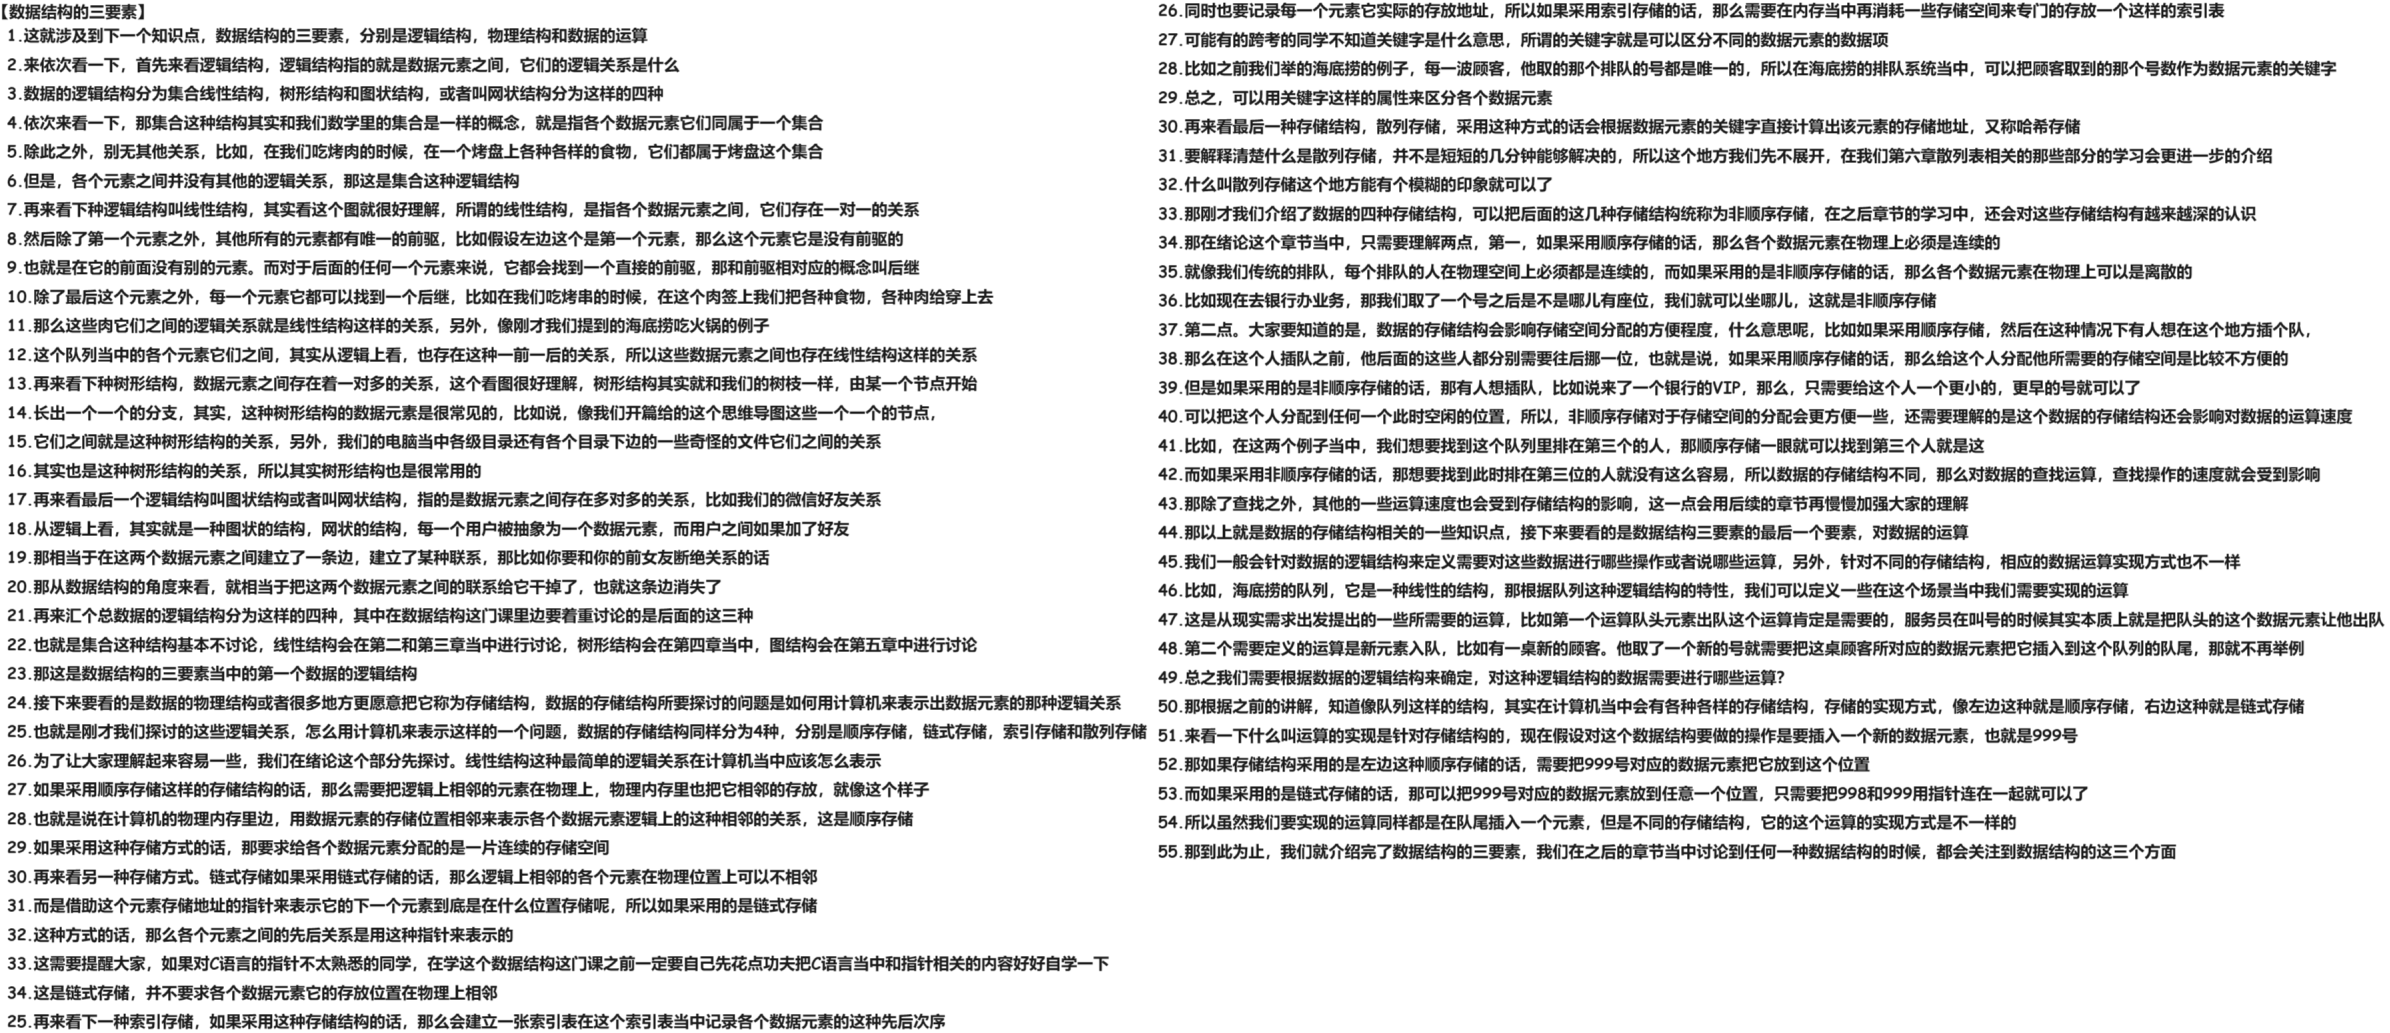 【数据结构的三要素】
1.这就涉及到下一个知识点，数据结构的三要素，分别是逻辑结构，物理结构和数据的运算
2.来依次看一下，首先来看逻辑结构，逻辑结构指的就是数据元素之间，它们的逻辑关系是什么
3.数据的逻辑结构分为集合线性结构，树形结构和图状结构，或者叫网状结构分为这样的四种
4.依次来看一下，那集合这种结构其实和我们数学里的集合是一样的概念，就是指各个数据元素它们同属于一个集合
5.除此之外，别无其他关系，比如，在我们吃烤肉的时候，在一个烤盘上各种各样的食物，它们都属于烤盘这个集合
6.但是，各个元素之间并没有其他的逻辑关系，那这是集合这种逻辑结构
7.再来看下种逻辑结构叫线性结构，其实看这个图就很好理解，所谓的线性结构，是指各个数据元素之间，它们存在一对一的关系
8.然后除了第一个元素之外，其他所有的元素都有唯一的前驱，比如假设左边这个是第一个元素，那么这个元素它是没有前驱的
9.也就是在它的前面没有别的元素。而对于后面的任何一个元素来说，它都会找到一个直接的前驱，那和前驱相对应的概念叫后继
10.除了最后这个元素之外，每一个元素它都可以找到一个后继，比如在我们吃烤串的时候，在这个肉签上我们把各种食物，各种肉给穿上去
11.那么这些肉它们之间的逻辑关系就是线性结构这样的关系，另外，像刚才我们提到的海底捞吃火锅的例子
12.这个队列当中的各个元素它们之间，其实从逻辑上看，也存在这种一前一后的关系，所以这些数据元素之间也存在线性结构这样的关系
13.再来看下种树形结构，数据元素之间存在着一对多的关系，这个看图很好理解，树形结构其实就和我们的树枝一样，由某一个节点开始
14.长出一个一个的分支，其实，这种树形结构的数据元素是很常见的，比如说，像我们开篇给的这个思维导图这些一个一个的节点，
15.它们之间就是这种树形结构的关系，另外，我们的电脑当中各级目录还有各个目录下边的一些奇怪的文件它们之间的关系
16.其实也是这种树形结构的关系，所以其实树形结构也是很常用的
17.再来看最后一个逻辑结构叫图状结构或者叫网状结构，指的是数据元素之间存在多对多的关系，比如我们的微信好友关系
18.从逻辑上看，其实就是一种图状的结构，网状的结构，每一个用户被抽象为一个数据元素，而用户之间如果加了好友
19.那相当于在这两个数据元素之间建立了一条边，建立了某种联系，那比如你要和你的前女友断绝关系的话
20.那从数据结构的角度来看，就相当于把这两个数据元素之间的联系给它干掉了，也就这条边消失了
21.再来汇个总数据的逻辑结构分为这样的四种，其中在数据结构这门课里边要着重讨论的是后面的这三种
22.也就是集合这种结构基本不讨论，线性结构会在第二和第三章当中进行讨论，树形结构会在第四章当中，图结构会在第五章中进行讨论
23.那这是数据结构的三要素当中的第一个数据的逻辑结构
24.接下来要看的是数据的物理结构或者很多地方更愿意把它称为存储结构，数据的存储结构所要探讨的问题是如何用计算机来表示出数据元素的那种逻辑关系
25.也就是刚才我们探讨的这些逻辑关系，怎么用计算机来表示这样的一个问题，数据的存储结构同样分为4种，分别是顺序存储，链式存储，索引存储和散列存储
26.为了让大家理解起来容易一些，我们在绪论这个部分先探讨。线性结构这种最简单的逻辑关系在计算机当中应该怎么表示
27.如果采用顺序存储这样的存储结构的话，那么需要把逻辑上相邻的元素在物理上，物理内存里也把它相邻的存放，就像这个样子
28.也就是说在计算机的物理内存里边，用数据元素的存储位置相邻来表示各个数据元素逻辑上的这种相邻的关系，这是顺序存储
29.如果采用这种存储方式的话，那要求给各个数据元素分配的是一片连续的存储空间
30.再来看另一种存储方式。链式存储如果采用链式存储的话，那么逻辑上相邻的各个元素在物理位置上可以不相邻
31.而是借助这个元素存储地址的指针来表示它的下一个元素到底是在什么位置存储呢，所以如果采用的是链式存储
32.这种方式的话，那么各个元素之间的先后关系是用这种指针来表示的
33.这需要提醒大家，如果对C语言的指针不太熟悉的同学，在学这个数据结构这门课之前一定要自己先花点功夫把C语言当中和指针相关的内容好好自学一下
34.这是链式存储，并不要求各个数据元素它的存放位置在物理上相邻
25.再来看下一种索引存储，如果采用这种存储结构的话，那么会建立一张索引表在这个索引表当中记录各个数据元素的这种先后次序
26.同时也要记录每一个元素它实际的存放地址，所以如果采用索引存储的话，那么需要在内存当中再消耗一些存储空间来专门的存放一个这样的索引表
27.可能有的跨考的同学不知道关键字是什么意思，所谓的关键字就是可以区分不同的数据元素的数据项
28.比如之前我们举的海底捞的例子，每一波顾客，他取的那个排队的号都是唯一的，所以在海底捞的排队系统当中，可以把顾客取到的那个号数作为数据元素的关键字
29.总之，可以用关键字这样的属性来区分各个数据元素
30.再来看最后一种存储结构，散列存储，采用这种方式的话会根据数据元素的关键字直接计算出该元素的存储地址，又称哈希存储
31.要解释清楚什么是散列存储，并不是短短的几分钟能够解决的，所以这个地方我们先不展开，在我们第六章散列表相关的那些部分的学习会更进一步的介绍
32.什么叫散列存储这个地方能有个模糊的印象就可以了
33.那刚才我们介绍了数据的四种存储结构，可以把后面的这几种存储结构统称为非顺序存储，在之后章节的学习中，还会对这些存储结构有越来越深的认识
34.那在绪论这个章节当中，只需要理解两点，第一，如果采用顺序存储的话，那么各个数据元素在物理上必须是连续的
35.就像我们传统的排队，每个排队的人在物理空间上必须都是连续的，而如果采用的是非顺序存储的话，那么各个数据元素在物理上可以是离散的
36.比如现在去银行办业务，那我们取了一个号之后是不是哪儿有座位，我们就可以坐哪儿，这就是非顺序存储
37.第二点。大家要知道的是，数据的存储结构会影响存储空间分配的方便程度，什么意思呢，比如如果采用顺序存储，然后在这种情况下有人想在这个地方插个队，
38.那么在这个人插队之前，他后面的这些人都分别需要往后挪一位，也就是说，如果采用顺序存储的话，那么给这个人分配他所需要的存储空间是比较不方便的
39.但是如果采用的是非顺序存储的话，那有人想插队，比如说来了一个银行的VIP，那么，只需要给这个人一个更小的，更早的号就可以了
40.可以把这个人分配到任何一个此时空闲的位置，所以，非顺序存储对于存储空间的分配会更方便一些，还需要理解的是这个数据的存储结构还会影响对数据的运算速度
41.比如，在这两个例子当中，我们想要找到这个队列里排在第三个的人，那顺序存储一眼就可以找到第三个人就是这
42.而如果采用非顺序存储的话，那想要找到此时排在第三位的人就没有这么容易，所以数据的存储结构不同，那么对数据的查找运算，查找操作的速度就会受到影响
43.那除了查找之外，其他的一些运算速度也会受到存储结构的影响，这一点会用后续的章节再慢慢加强大家的理解
44.那以上就是数据的存储结构相关的一些知识点，接下来要看的是数据结构三要素的最后一个要素，对数据的运算
45.我们一般会针对数据的逻辑结构来定义需要对这些数据进行哪些操作或者说哪些运算，另外，针对不同的存储结构，相应的数据运算实现方式也不一样
46.比如，海底捞的队列，它是一种线性的结构，那根据队列这种逻辑结构的特性，我们可以定义一些在这个场景当中我们需要实现的运算
47.这是从现实需求出发提出的一些所需要的运算，比如第一个运算队头元素出队这个运算肯定是需要的，服务员在叫号的时候其实本质上就是把队头的这个数据元素让他出队
48.第二个需要定义的运算是新元素入队，比如有一桌新的顾客。他取了一个新的号就需要把这桌顾客所对应的数据元素把它插入到这个队列的队尾，那就不再举例
49.总之我们需要根据数据的逻辑结构来确定，对这种逻辑结构的数据需要进行哪些运算？
50.那根据之前的讲解，知道像队列这样的结构，其实在计算机当中会有各种各样的存储结构，存储的实现方式，像左边这种就是顺序存储，右边这种就是链式存储
51.来看一下什么叫运算的实现是针对存储结构的，现在假设对这个数据结构要做的操作是要插入一个新的数据元素，也就是999号
52.那如果存储结构采用的是左边这种顺序存储的话，需要把999号对应的数据元素把它放到这个位置
53.而如果采用的是链式存储的话，那可以把999号对应的数据元素放到任意一个位置，只需要把998和999用指针连在一起就可以了
54.所以虽然我们要实现的运算同样都是在队尾插入一个元素，但是不同的存储结构，它的这个运算的实现方式是不一样的
55.那到此为止，我们就介绍完了数据结构的三要素，我们在之后的章节当中讨论到任何一种数据结构的时候，都会关注到数据结构的这三个方面